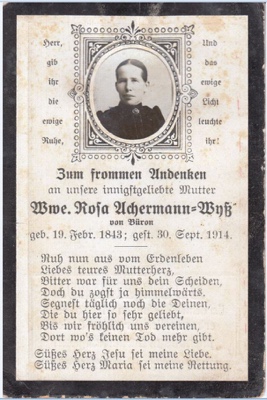 Herr,
gib
ihr
die
ewige
Ruhe,
Und
das
ewige
Licht
leuchte
ihr!
Zum frommen Andenken
an unsere innigstgeliebte Mutter
Wwe. Rosa Achermann=Wyß
von Büron
geb. 19. Febr. 1843; gest. 30. Sept. 1914.
Ruh nun aus vom Erdenleben
Liebes teures Mutterherz,
Bitter war für uns dein Scheiden,
Doch du zogst ja himmelwärts.
Segnest täglich noch die Deinen,
Die du hier so sehr geliebt,
Bis wir fröhlich uns vereinen,
Dort wo's keinen Tod mehr gibt.
Süßes Herz Jesu sei meine Liebe.
Süßes Herz Maria sei meine Rettung.